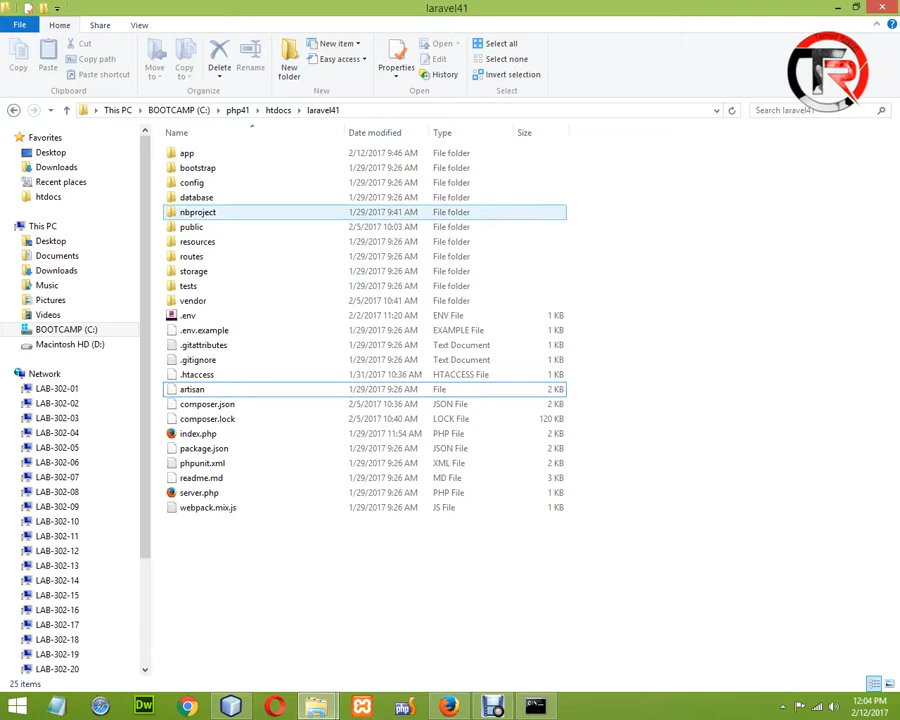 laravel41
File
Home
Share
View
Copy
Paste
Cut
Copy path
Paste shortcut
Clipboard
Move to
Copy to
Delete
Rename
Organize
New folder
New item
Easy access
New
Properties
Open
Edit
History
Open
Select all
Select none
Invert selection
Select
TR
This PC
BOOTCAMP (C:)
php41
htdocs
laravel41
Search laravel41
Name
Date modified
Type
Size
Favorites
Desktop
Downloads
Recent places
htdocs
This PC
Desktop
Documents
Downloads
Music
Pictures
Videos
BOOTCAMP (C:)
Macintosh HD (D:)
Network
LAB-302-01
LAB-302-02
LAB-302-03
LAB-302-04
LAB-302-05
LAB-302-06
LAB-302-07
LAB-302-08
LAB-302-09
LAB-302-10
LAB-302-11
LAB-302-12
LAB-302-13
LAB-302-14
LAB-302-15
LAB-302-16
LAB-302-17
LAB-302-18
LAB-302-19
LAB-302-20
app 2/12/2017 9:46 AM File folder
bootstrap 1/29/2017 9:26 AM File folder
config 1/29/2017 9:26 AM File folder
database 1/29/2017 9:26 AM File folder
nbproject 1/29/2017 9:41 AM File folder
public 2/5/2017 10:03 AM File folder
resources 1/29/2017 9:26 AM File folder
routes 1/29/2017 9:26 AM File folder
storage 1/29/2017 9:26 AM File folder
tests 1/29/2017 9:26 AM File folder
vendor 2/5/2017 10:41 AM File folder
.env 2/2/2017 11:20 AM ENV File 1 KB
.env.example 1/29/2017 9:26 AM EXAMPLE File 1 KB
.gitattributes 1/29/2017 9:26 AM Text Document 1 KB
.gitignore 1/29/2017 9:26 AM Text Document 1 KB
.htaccess 1/31/2017 10:36 AM HTACCESS File 1 KB
artisan 1/29/2017 9:26 AM File 2 KB
composer.json 2/5/2017 10:36 AM JSON File 2 KB
composer.lock 2/5/2017 10:40 AM LOCK File 120 KB
index.php 1/29/2017 11:54 AM PHP File 2 KB
package.json 1/29/2017 9:26 AM JSON File 1 KB
phpunit.xml 1/29/2017 9:26 AM XML File 2 KB
readme.md 1/29/2017 9:26 AM MD File 3 KB
server.php 1/29/2017 9:26 AM PHP File 1 KB
webpack.mix.js 1/29/2017 9:26 AM JS File 1 KB
25 items
Dw
php
12:04 PM
2/12/2017